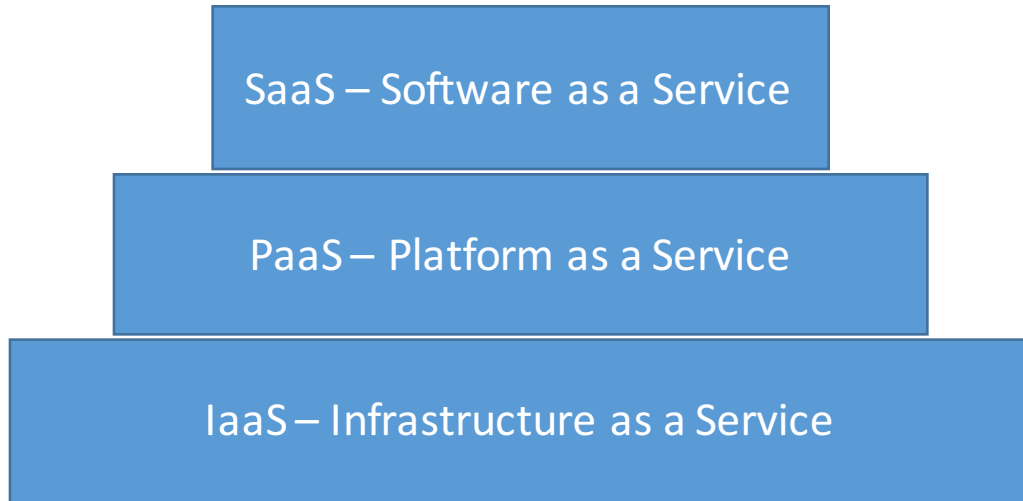 SaaS – Software as a Service
PaaS – Platform as a Service
IaaS – Infrastructure as a Service